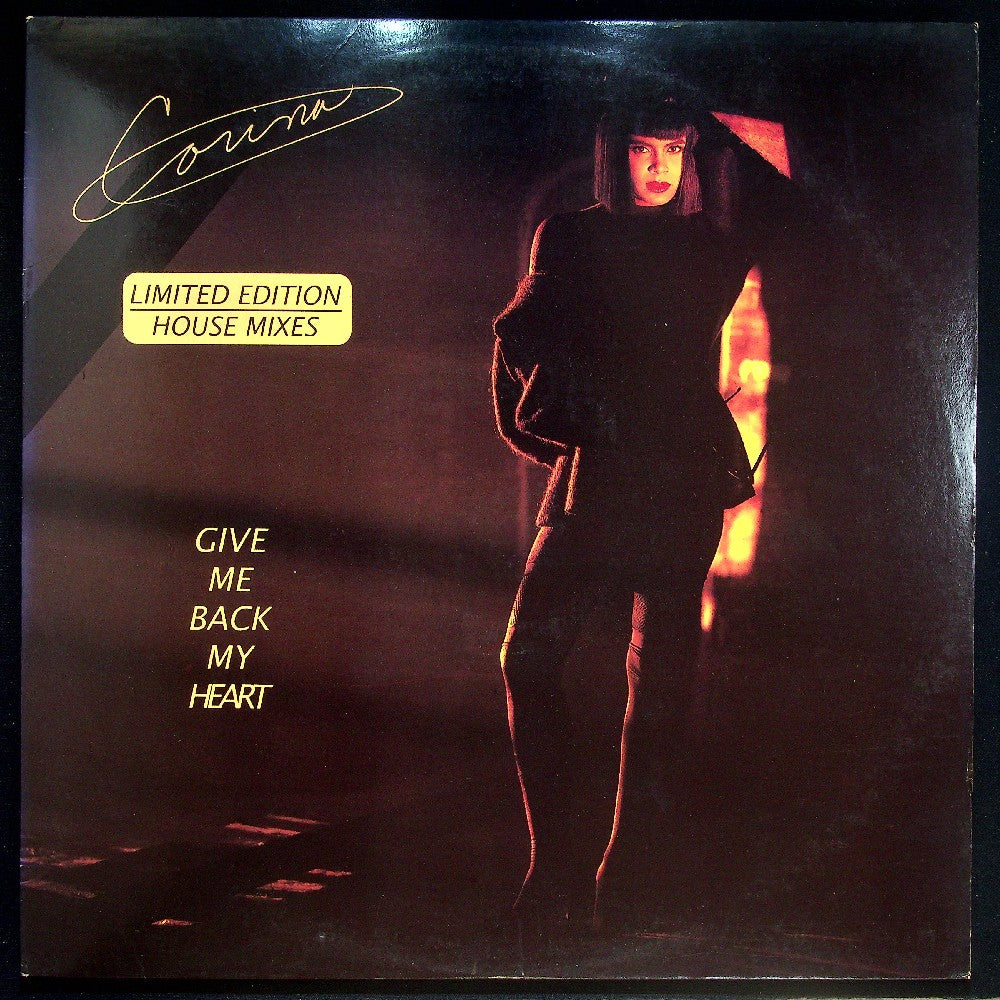 Corina
LIMITED EDITION
HOUSE MIXES
GIVE
ME
BACK
MY
HEART